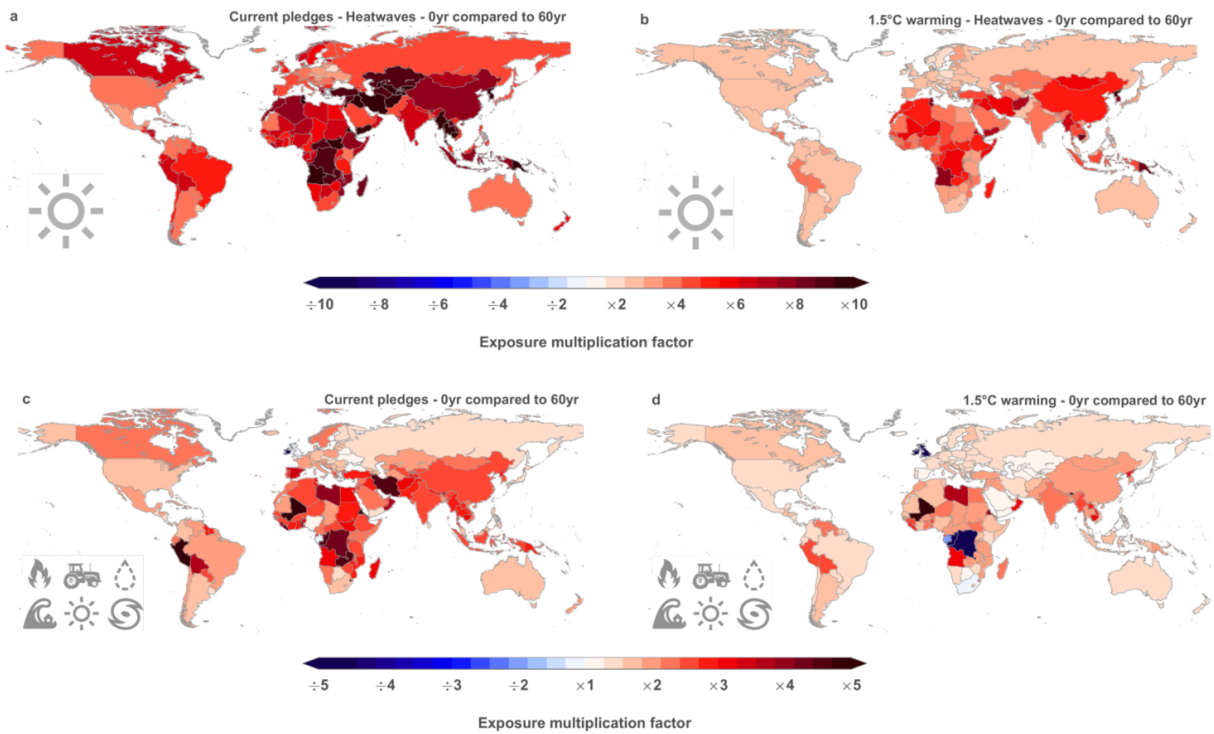 a
Current pledges - Heatwaves - 0yr compared to 60yr
b
1.5°C warming - Heatwaves - 0yr compared to 60yr
÷10 ÷8 ÷6 ÷4 ÷2 ×2 ×4 ×6 ×8 ×10
Exposure multiplication factor
c
Current pledges - 0yr compared to 60yr
d
1.5°C warming - 0yr compared to 60yr
÷5 ÷4 ÷3 ÷2 ×1 ×2 ×3 ×4 ×5
Exposure multiplication factor